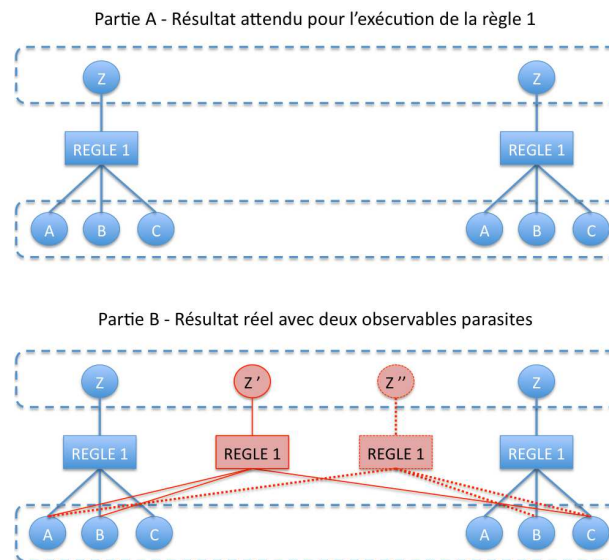 Partie A - Résultat attendu pour l’exécution de la règle 1
Z Z
REGLE 1 REGLE 1
A B C A B C
Partie B - Résultat réel avec deux observables parasites
Z Z ' Z'' Z
REGLE 1 REGLE 1 REGLE 1 REGLE 1
A B C A B C